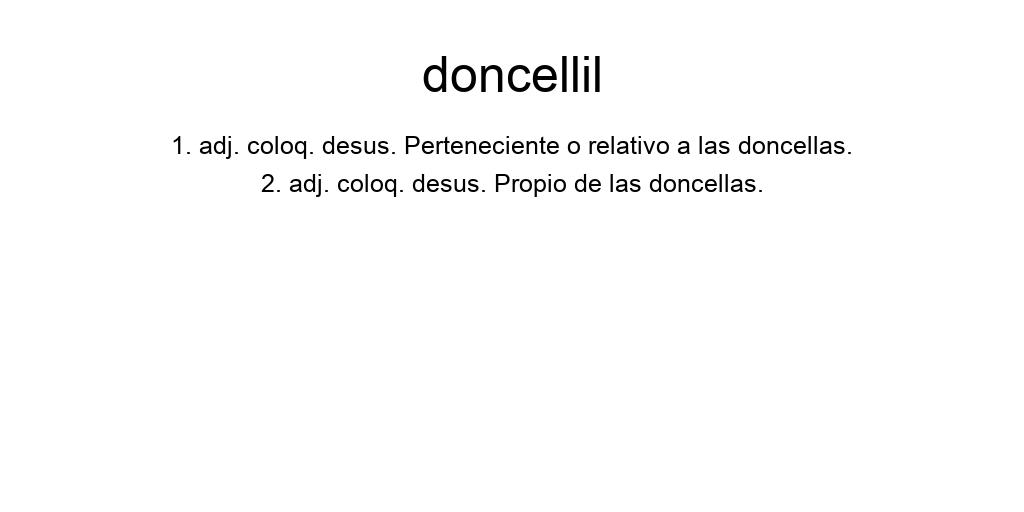 doncellil
1. adj. coloq. desus. Perteneciente o relativo a las doncellas.
2. adj. coloq. desus. Propio de las doncellas.